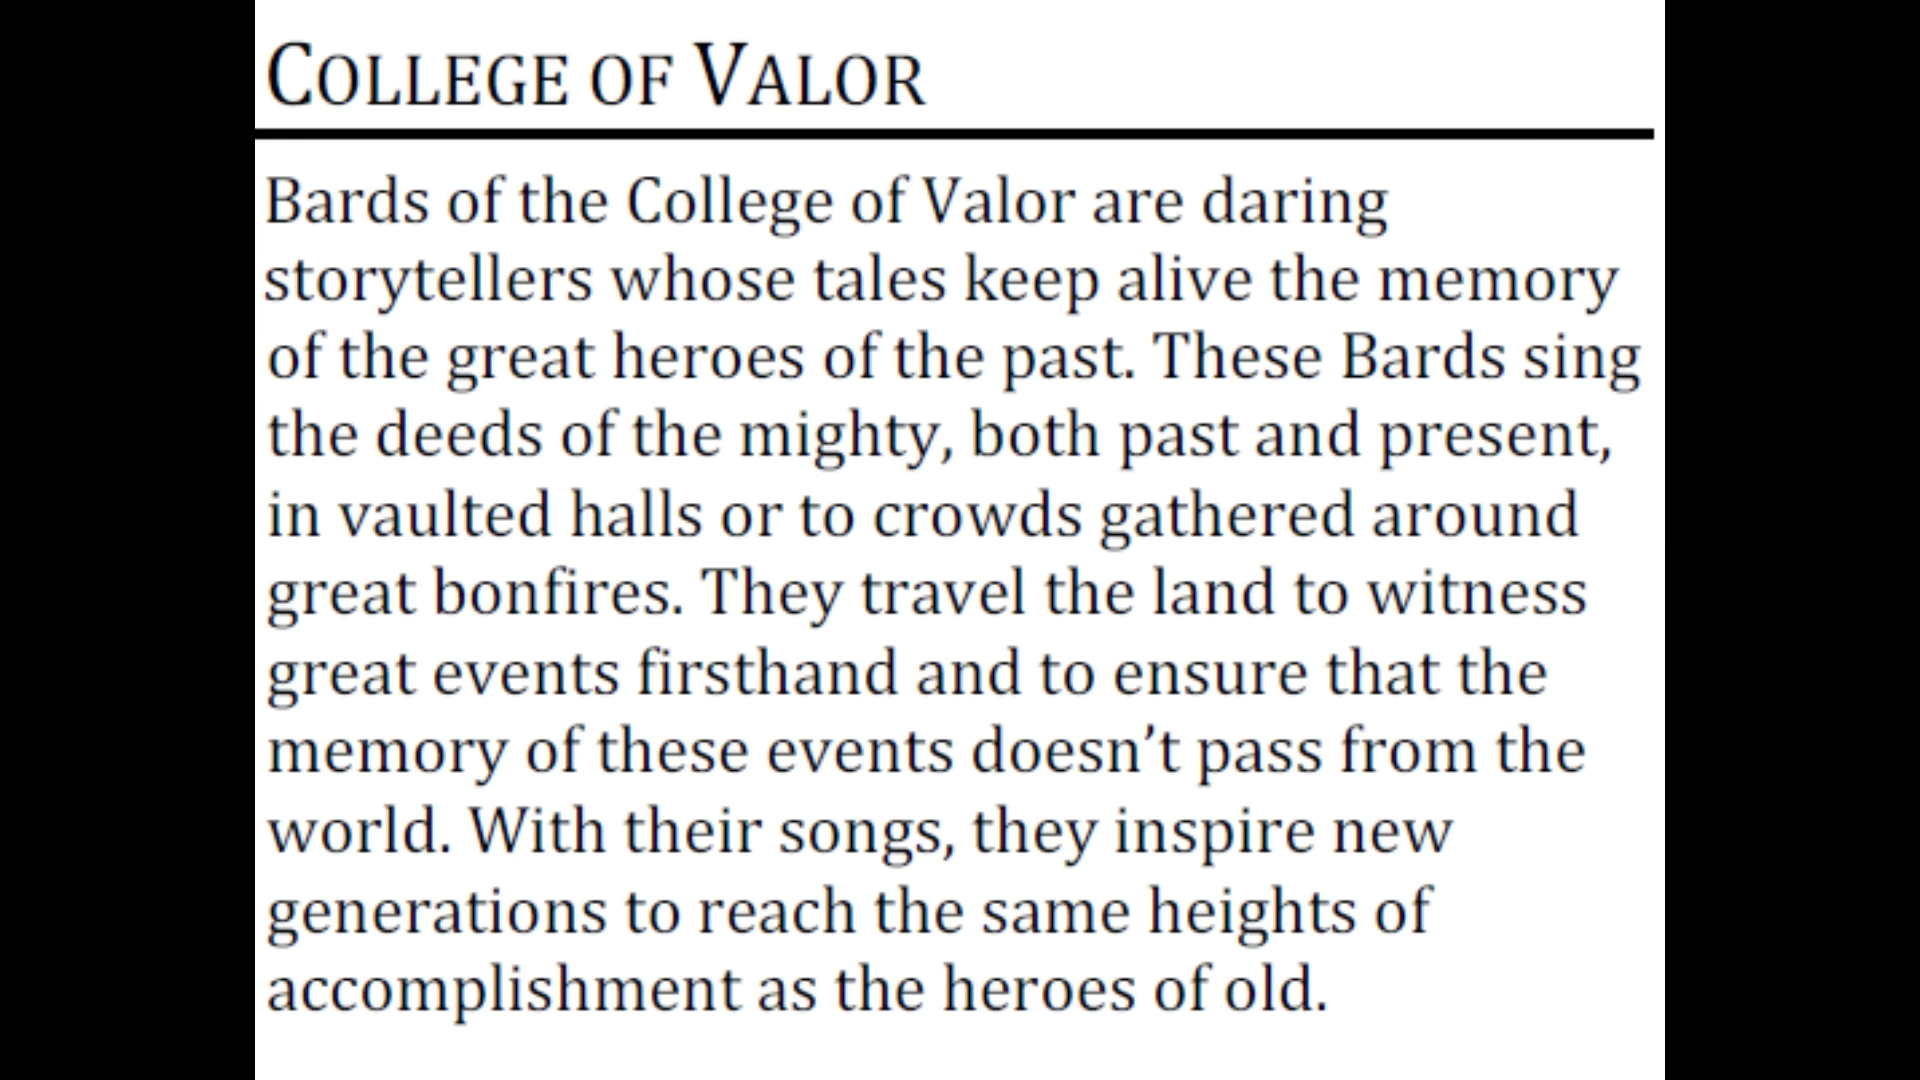 COLLEGE OF VALOR
Bards of the College of Valor are daring
storytellers whose tales keep alive the memory
of the great heroes of the past. These Bards sing
the deeds of the mighty, both past and present,
in vaulted halls or to crowds gathered around
great bonfires. They travel the land to witness
great events firsthand and to ensure that the
memory of these events doesn’t pass from the
world. With their songs, they inspire new
generations to reach the same heights of
accomplishment as the heroes of old.